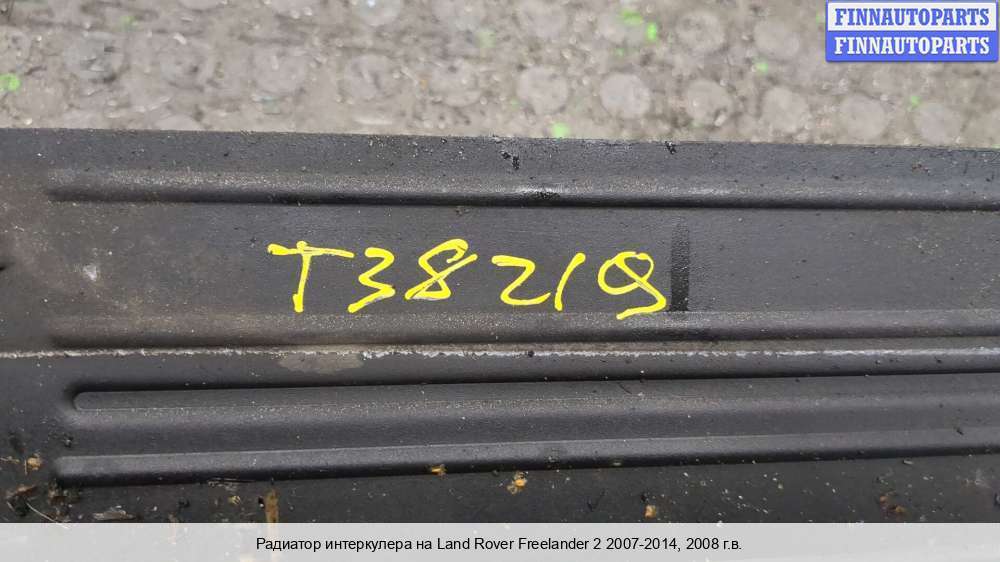 FINNAUTOPARTS
FINNAUTOPARTS
T38219
Радиатор интеркулера на Land Rover Freelander 2 2007-2014, 2008 г.в.